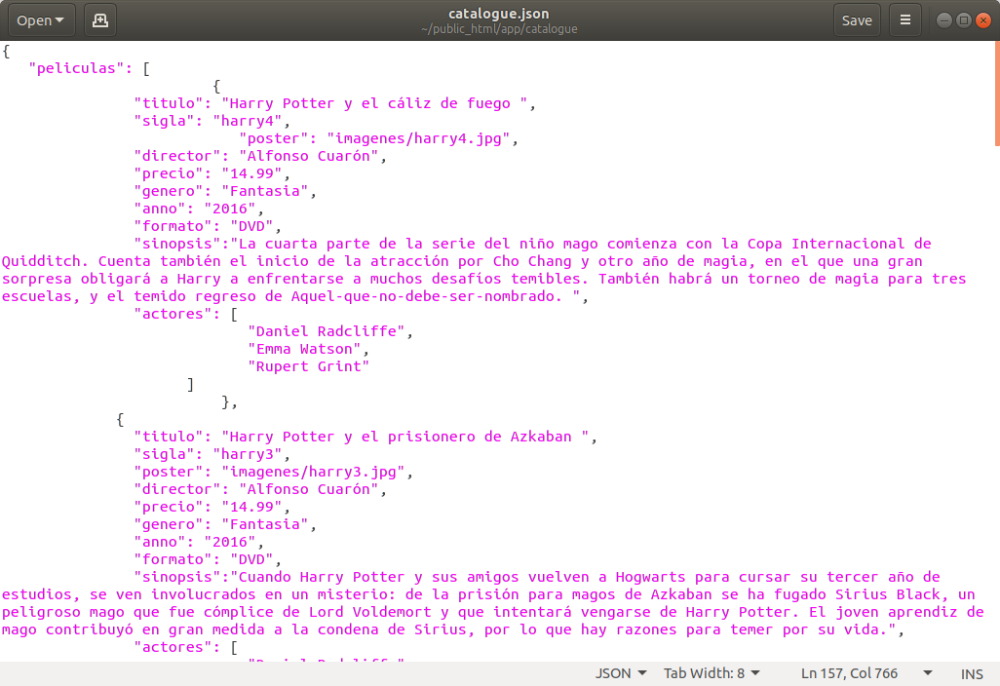 Open
catalogue.json
~/public_html/app/catalogue
Save
{
"peliculas": [
{
"titulo": "Harry Potter y el cáliz de fuego ",
"sigla": "harry4",
"poster": "imagenes/harry4.jpg",
"director": "Alfonso Cuarón",
"precio": "14.99",
"genero": "Fantasia",
"anno": "2016",
"formato": "DVD",
"sinopsis":"La cuarta parte de la serie del niño mago comienza con la Copa Internacional de
Quidditch. Cuenta también el inicio de la atracción por Cho Chang y otro año de magia, en el que una gran
sorpresa obligará a Harry a enfrentarse a muchos desafíos temibles. También habrá un torneo de magia para tres
escuelas, y el temido regreso de Aquel-que-no-debe-ser-nombrado. ",
"actores": [
"Daniel Radcliffe",
"Emma Watson",
"Rupert Grint"
]
},
{
"titulo": "Harry Potter y el prisionero de Azkaban ",
"sigla": "harry3",
"poster": "imagenes/harry3.jpg",
"director": "Alfonso Cuarón",
"precio": "14.99",
"genero": "Fantasia",
"anno": "2016",
"formato": "DVD",
"sinopsis":"Cuando Harry Potter y sus amigos vuelven a Hogwarts para cursar su tercer año de
estudios, se ven involucrados en un misterio: de la prisión para magos de Azkaban se ha fugado Sirius Black, un
peligroso mago que fue cómplice de Lord Voldemort y que intentará vengarse de Harry Potter. El joven aprendiz de
mago contribuyó en gran medida a la condena de Sirius, por lo que hay razones para temer por su vida.",
"actores": [
JSON Tab Width: 8 Ln 157, Col 766 INS